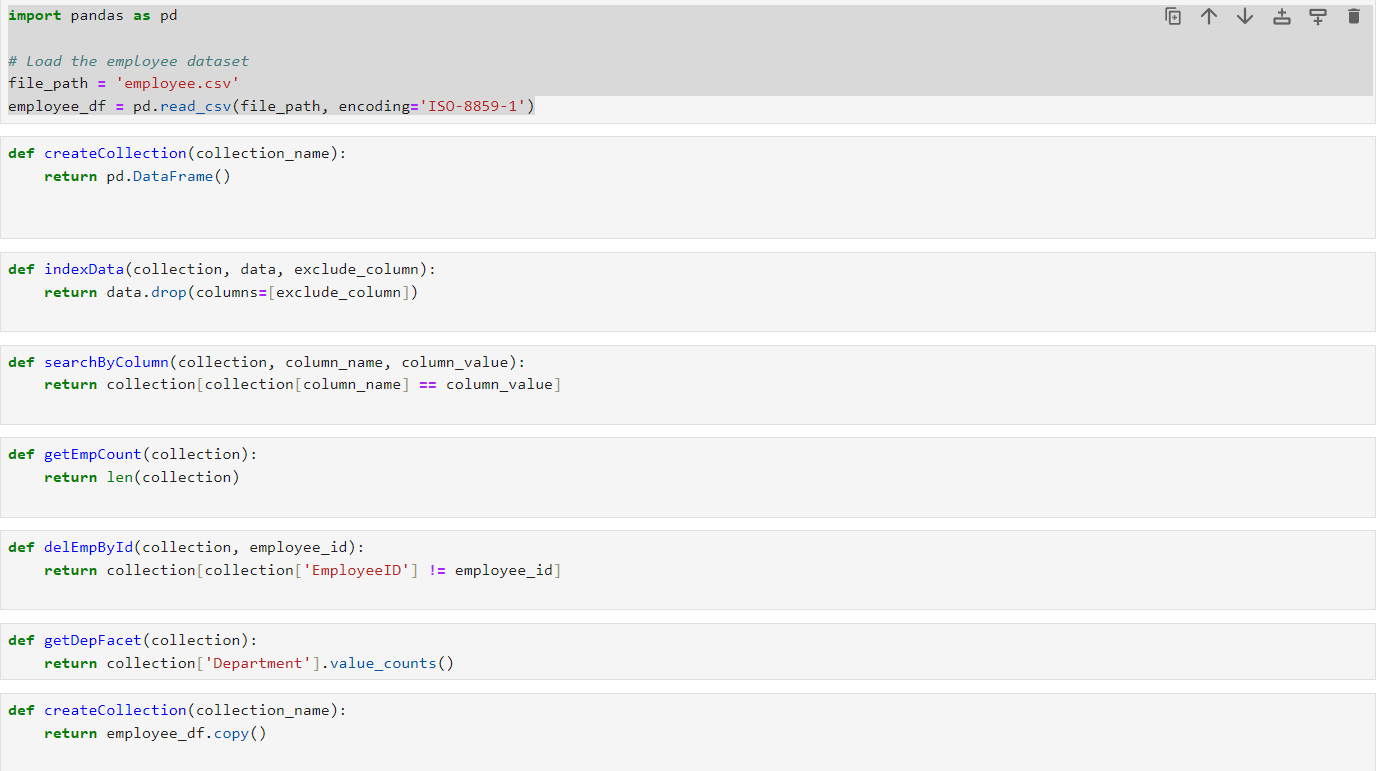 import pandas as pd
# Load the employee dataset
file_path = 'employee.csv'
employee_df = pd.read_csv(file_path, encoding='ISO-8859-1')
def createCollection(collection_name):
    return pd.DataFrame()
def indexData(collection, data, exclude_column):
    return data.drop(columns=[exclude_column])
def searchByColumn(collection, column_name, column_value):
    return collection[collection[column_name] == column_value]
def getEmpCount(collection):
    return len(collection)
def delEmpById(collection, employee_id):
    return collection[collection['EmployeeID'] != employee_id]
def getDepFacet(collection):
    return collection['Department'].value_counts()
def createCollection(collection_name):
    return employee_df.copy()